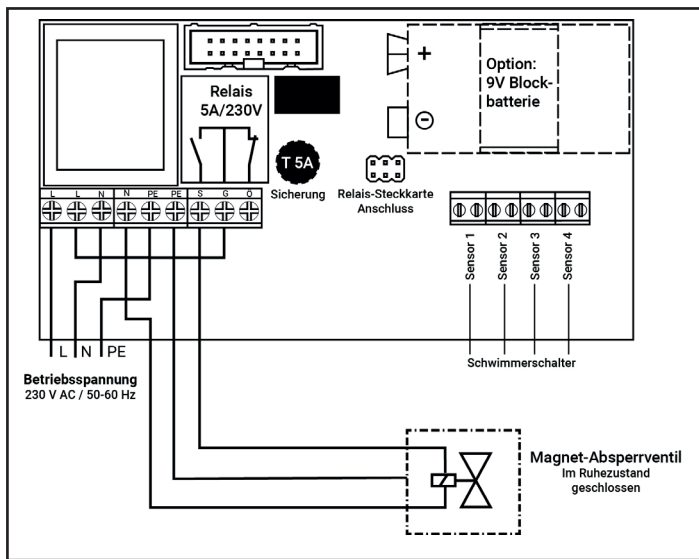 Relais
5A/230V
+
-
Option:
9V Block-
batterie
T 5A
Sicherung
Relais-Steckkarte
Anschluss
L L N N PE PE S G Ö
Sensor 1
Sensor 2
Sensor 3
Sensor 4
Schwimmerschalter
L N PE
Betriebsspannung
230 V AC / 50-60 Hz
Magnet-Absperrventil
Im Ruhezustand
geschlossen